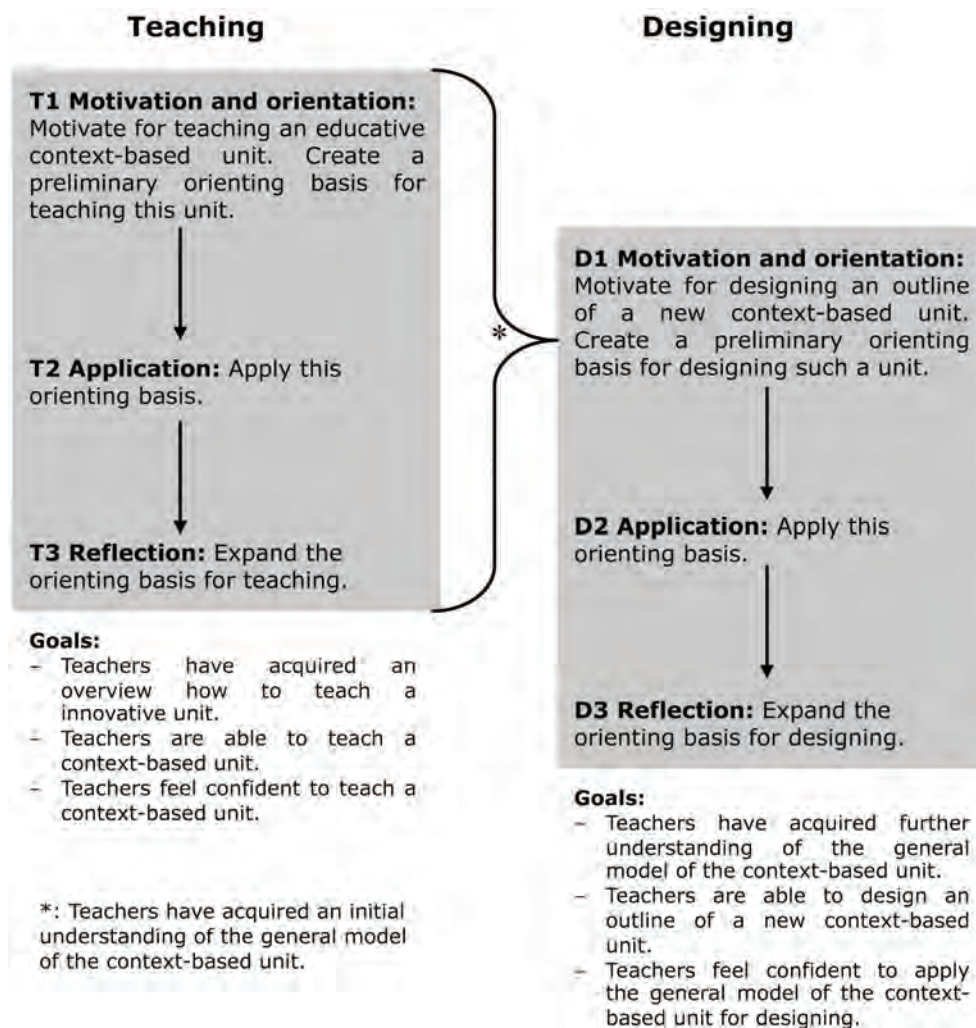 Teaching
T1 Motivation and orientation:
Motivate for teaching an educative
context-based unit. Create a
preliminary orienting basis for
teaching this unit.
T2 Application: Apply this
orienting basis.
T3 Reflection: Expand the
orienting basis for teaching.
Goals:
– Teachers have acquired an
overview how to teach a
innovative unit.
– Teachers are able to teach a
context-based unit.
– Teachers feel confident to teach a
context-based unit.
*: Teachers have acquired an initial
understanding of the general model
of the context-based unit.
*
Designing
D1 Motivation and orientation:
Motivate for designing an outline
of a new context-based unit.
Create a preliminary orienting
basis for designing such a unit.
D2 Application: Apply this
orienting basis.
D3 Reflection: Expand the
orienting basis for designing.
Goals:
– Teachers have acquired further
understanding of the general
model of the context-based unit.
– Teachers are able to design an
outline of a new context-based
unit.
– Teachers feel confident to apply
the general model of the context-
based unit for designing.